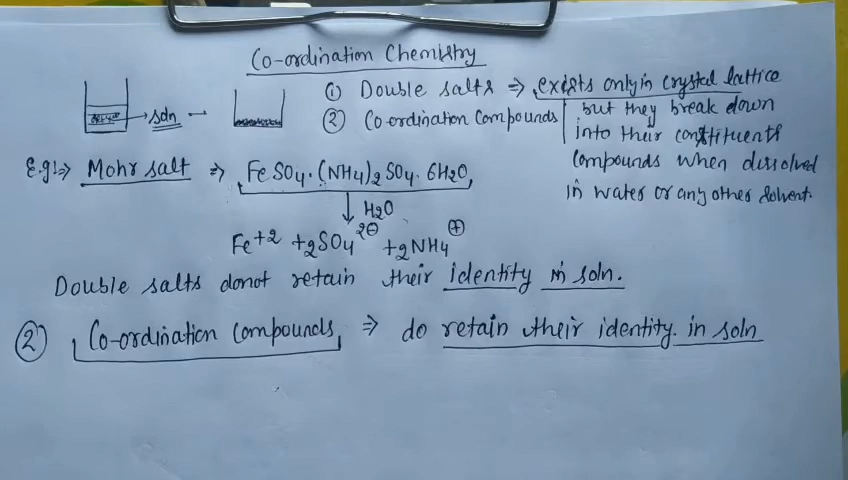 Co-ordination Chemistry
① Double salts ⇒ exists only in crystal lattice
② Co-ordination Compounds | but they break down
into their constituents
compounds when dissolved
in water or any other solvent.
→ soln –
E.g1⇒ Mohr salt ⇒ FeSO4·(NH4)2SO4·6H2O
↓ H2O
Fe+2 + 2SO4 2⊖ + 2NH4 ⊕
Double salts donot retain their identity in soln.
② Co-ordination Compounds, ⇒ do retain their identity. in soln